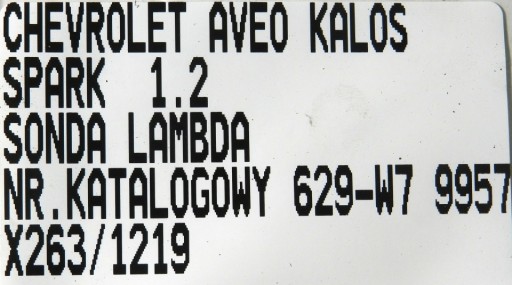 CHEVROLET AVEO KALOS
SPARK 1.2
SONDA LAMBDA
NR.KATALOGOWY 629-W7 9957
X263/1219